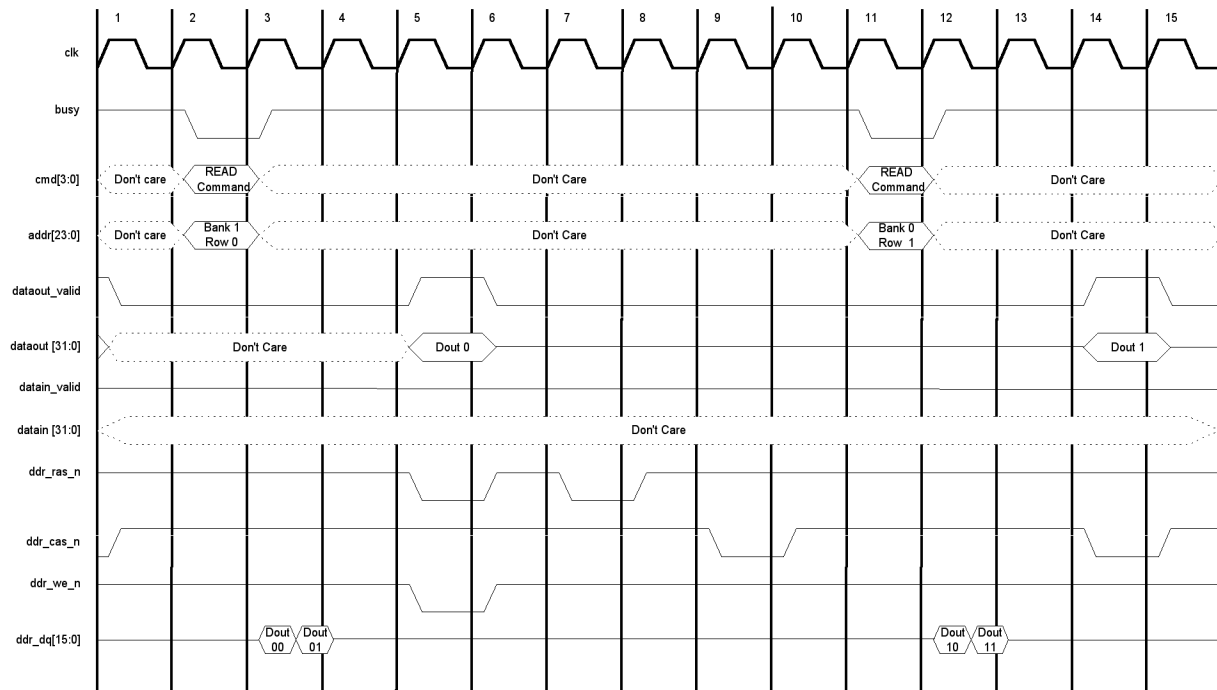 1 2 3 4 5 6 7 8 9 10 11 12 13 14 15
clk
busy
cmd[3:0] Don't care READ Don't Care READ Don't Care
Command Command
addr[23:0] Don't care Bank 1 Don't Care Bank 0 Don't Care
Row 0 Row 1
dataout_valid
dataout [31:0] Don't Care Dout 0 Dout 1
datain_valid
datain [31:0] Don't Care
ddr_ras_n
ddr_cas_n
ddr_we_n
ddr_dq[15:0] Dout Dout Dout Dout
00 01 10 11